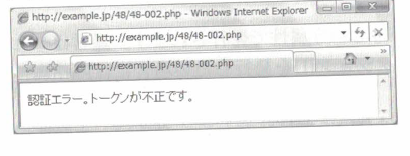 http://example.jp/48/48-002.php - Windows Internet Explorer
http://example.jp/48/48-002.php
http://example.jp/48/48-002.php
認証エラー。トークンが不正です。